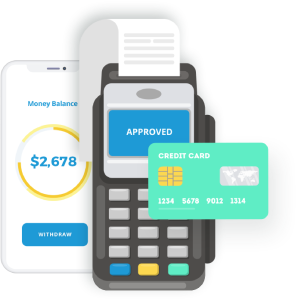 Money Balance
$2,678
WITHDRAW
APPROVED
CREDIT CARD
1234 5678 9012 1314